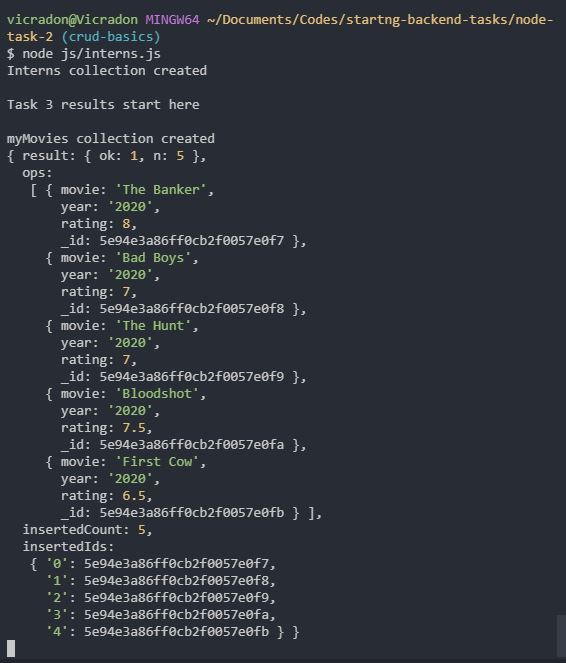 vicradon@Vicradon MINGW64 ~/Documents/Codes/startng-backend-tasks/node-
task-2 (crud-basics)
$ node js/interns.js
Interns collection created
Task 3 results start here
myMovies collection created
{ result: { ok: 1, n: 5 },
  ops:
   [ { movie: 'The Banker',
       year: '2020',
       rating: 8,
       _id: 5e94e3a86ff0cb2f0057e0f7 },
     { movie: 'Bad Boys',
       year: '2020',
       rating: 7,
       _id: 5e94e3a86ff0cb2f0057e0f8 },
     { movie: 'The Hunt',
       year: '2020',
       rating: 7,
       _id: 5e94e3a86ff0cb2f0057e0f9 },
     { movie: 'Bloodshot',
       year: '2020',
       rating: 7.5,
       _id: 5e94e3a86ff0cb2f0057e0fa },
     { movie: 'First Cow',
       year: '2020',
       rating: 6.5,
       _id: 5e94e3a86ff0cb2f0057e0fb } ],
  insertedCount: 5,
  insertedIds:
   { '0': 5e94e3a86ff0cb2f0057e0f7,
     '1': 5e94e3a86ff0cb2f0057e0f8,
     '2': 5e94e3a86ff0cb2f0057e0f9,
     '3': 5e94e3a86ff0cb2f0057e0fa,
     '4': 5e94e3a86ff0cb2f0057e0fb } }